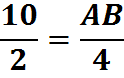 10/2 = AB/4